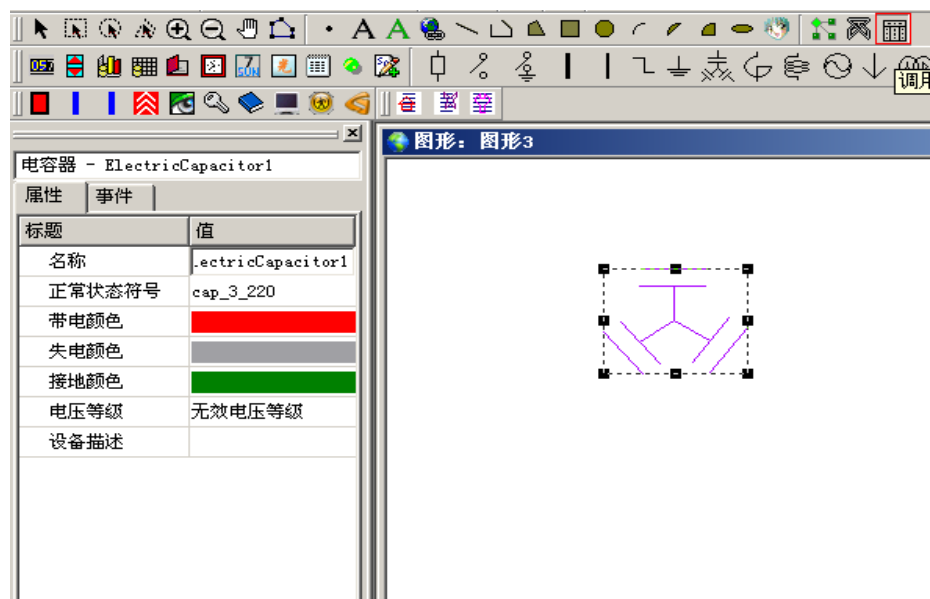 A A
调用
图形: 图形3
电容器 - ElectricCapacitor1
属性 事件
标题 值
名称 .ectricCapacitor1
正常状态符号 cap_3_220
带电颜色
失电颜色
接地颜色
电压等级 无效电压等级
设备描述